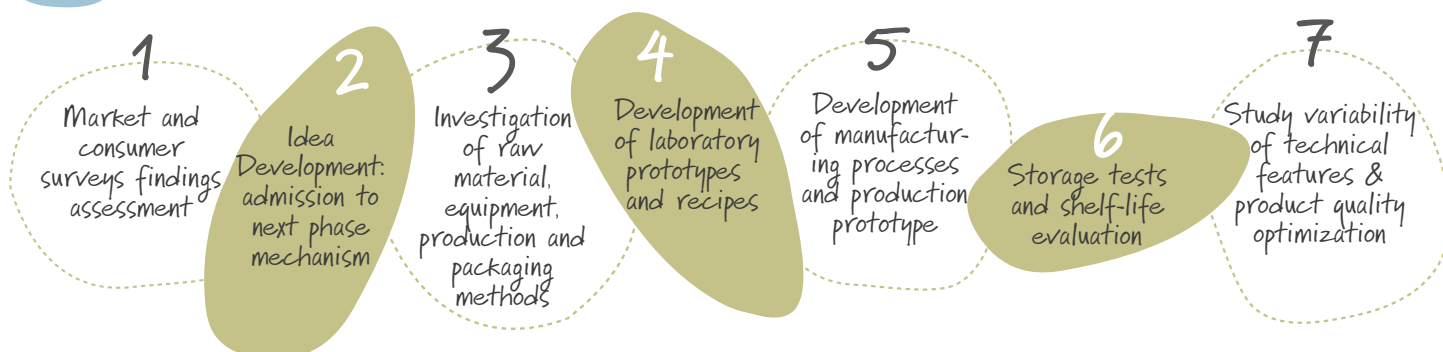 1
Market and
consumer
surveys findings
assessment
2
Idea
Development:
admission to
next phase
mechanism
3
Investigation
of raw
material,
equipment,
production and
packaging
methods
4
Development
of laboratory
prototypes
and recipes
5
Development
of manufactur-
ing processes
and production
prototype
6
Storage tests
and shelf-life
evaluation
7
Study variability
of technical
features &
product quality
optimization